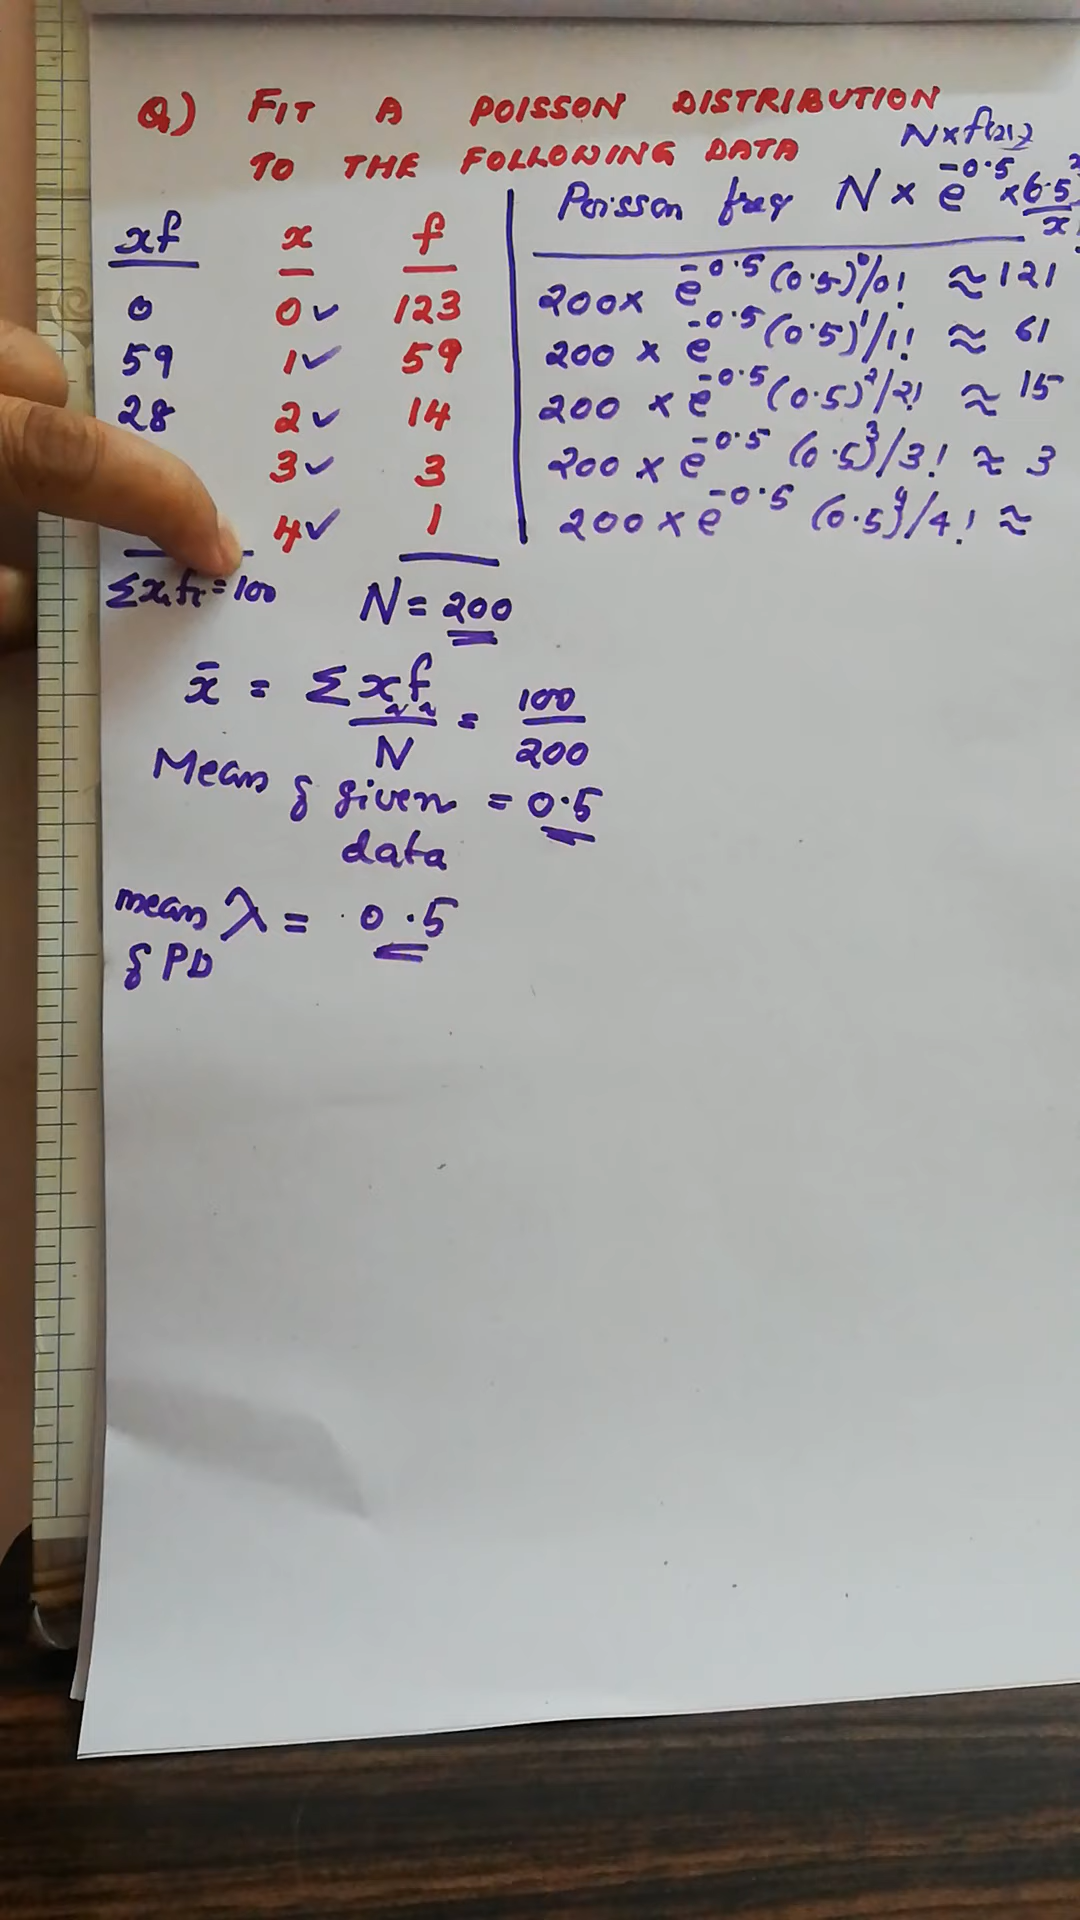 Q) FIT A POISSON DISTRIBUTION
TO THE FOLLOWING DATA
N×f(x)
Poisson freq N × e^-0.5 × (0.5)^x/x!
xf x f
0 0✓ 123 200× e^-0.5 (0.5)^0/0! ≈ 121
59 1✓ 59 200 × e^-0.5 (0.5)^1/1! ≈ 61
28 2✓ 14 200 × e^-0.5 (0.5)^2/2! ≈ 15
3✓ 3 200 × e^-0.5 (0.5)^3/3! ≈ 3
4✓ 1 200 × e^-0.5 (0.5)^4/4! ≈
Σxifi = 100 N = 200
x̄ = Σxf/N = 100/200
Mean of given = 0.5
data
mean λ = 0.5
of PD